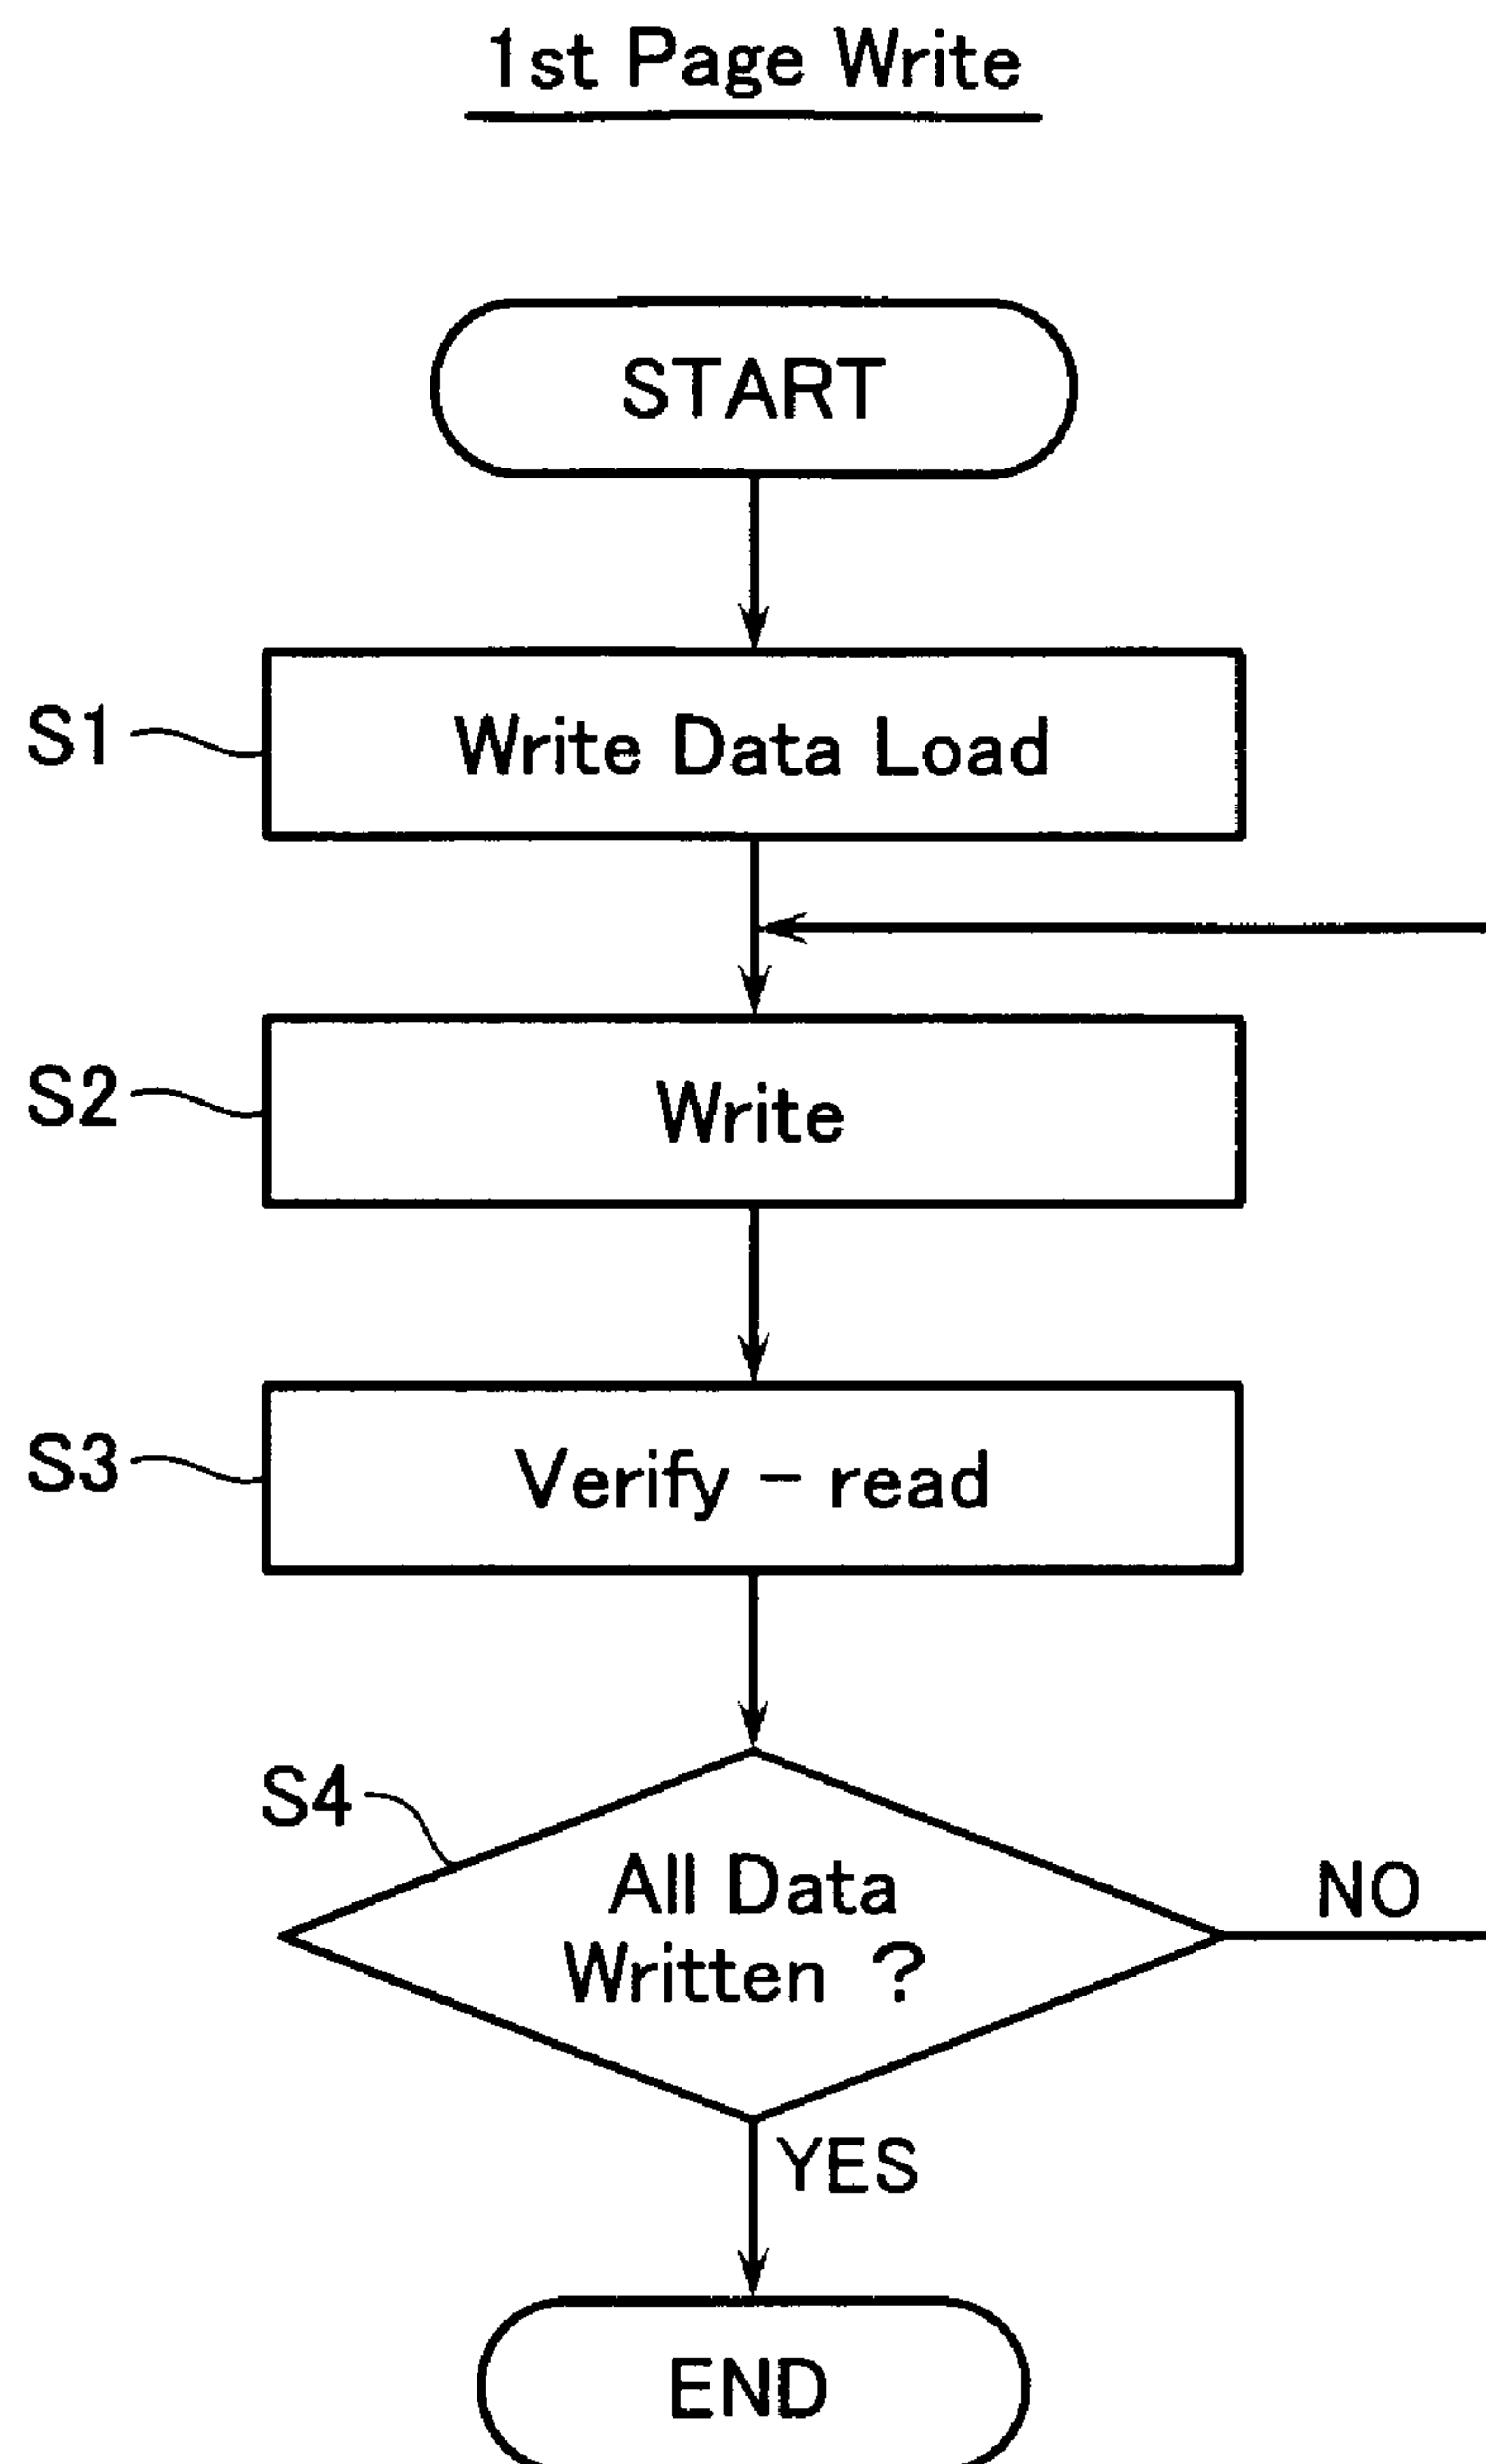 1st Page Write
START
S1
Write Data Load
S2
Write
S3
Verify - read
S4
All Data
Written ?
NO
YES
END